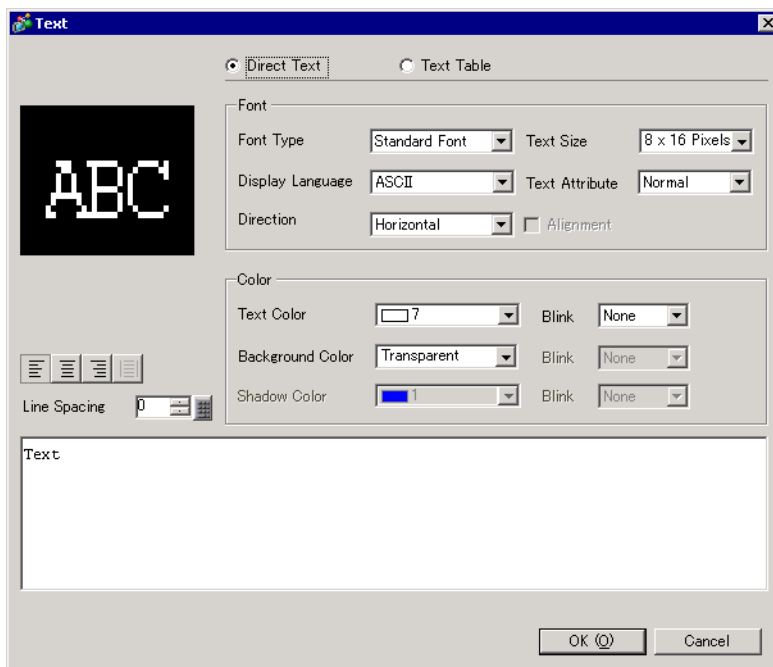 Text
Direct Text Text Table
ABC
Font
Font Type Standard Font Text Size 8 x 16 Pixels
Display Language ASCII Text Attribute Normal
Direction Horizontal Alignment
Color
Text Color 7 Blink None
Background Color Transparent Blink None
Shadow Color 1 Blink None
Line Spacing 0
Text
OK (O) Cancel